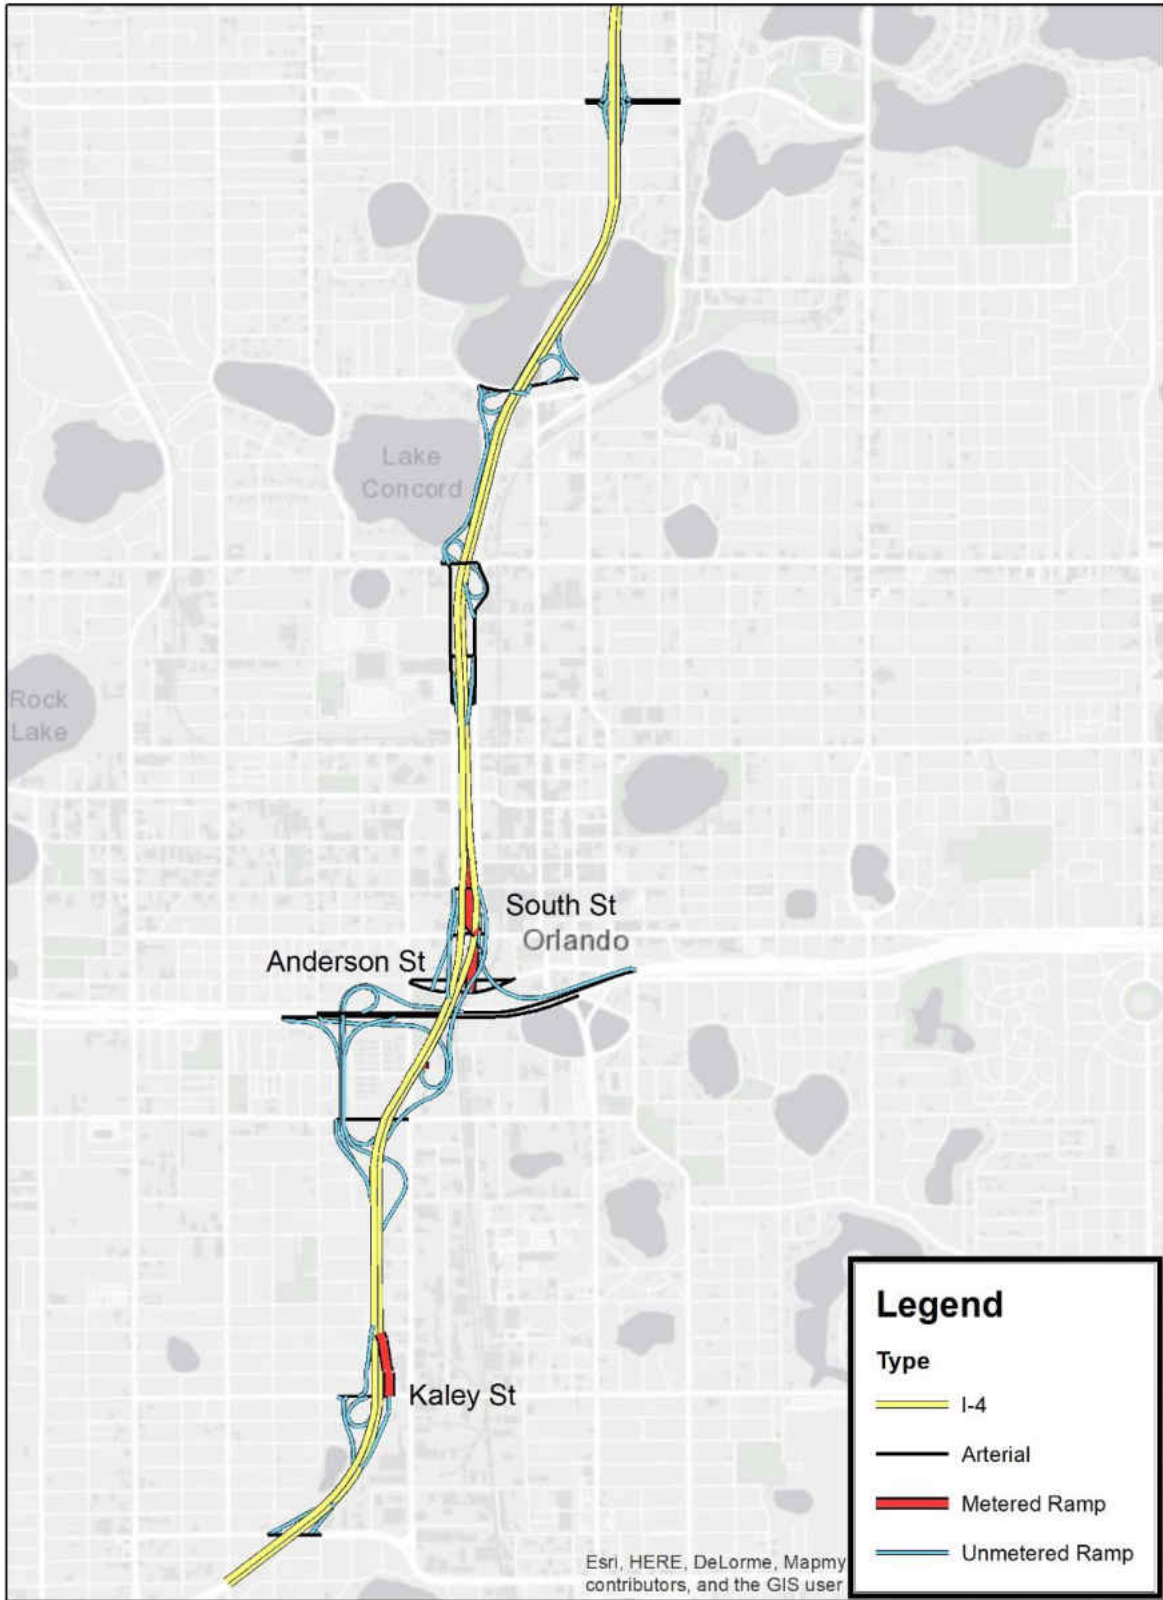 Lake
Concord
Rock
Lake
South St
Orlando
Anderson St
Kaley St
Legend
Type
I-4
Arterial
Metered Ramp
Unmetered Ramp
Esri, HERE, DeLorme, Mapmy
contributors, and the GIS user